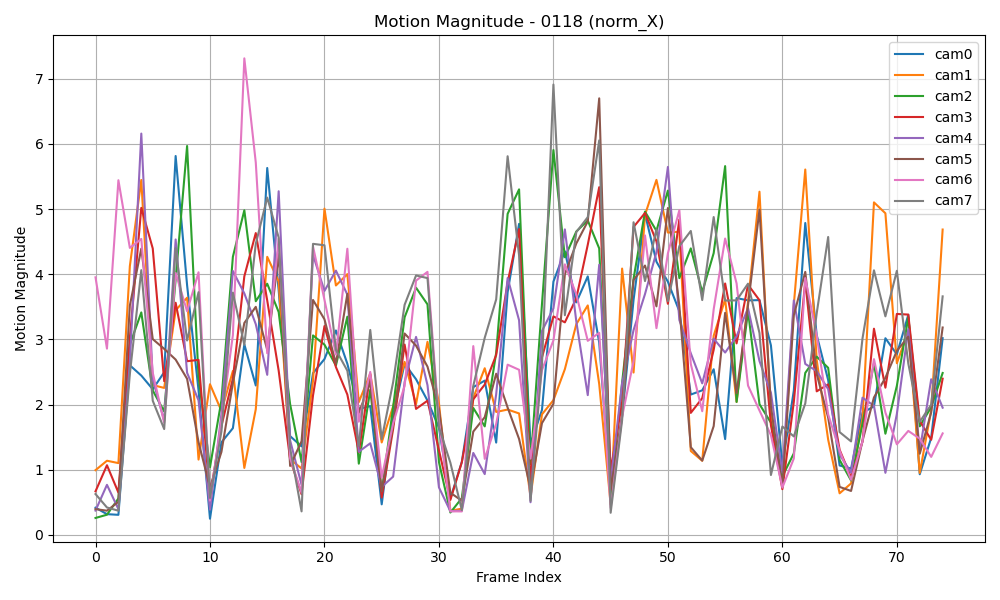 Motion Magnitude - 0118 (norm_X)
Motion Magnitude
7
6
5
4
3
2
1
0
0
10
20
30
40
50
60
70
Frame Index
cam0
cam1
cam2
cam3
cam4
cam5
cam6
cam7